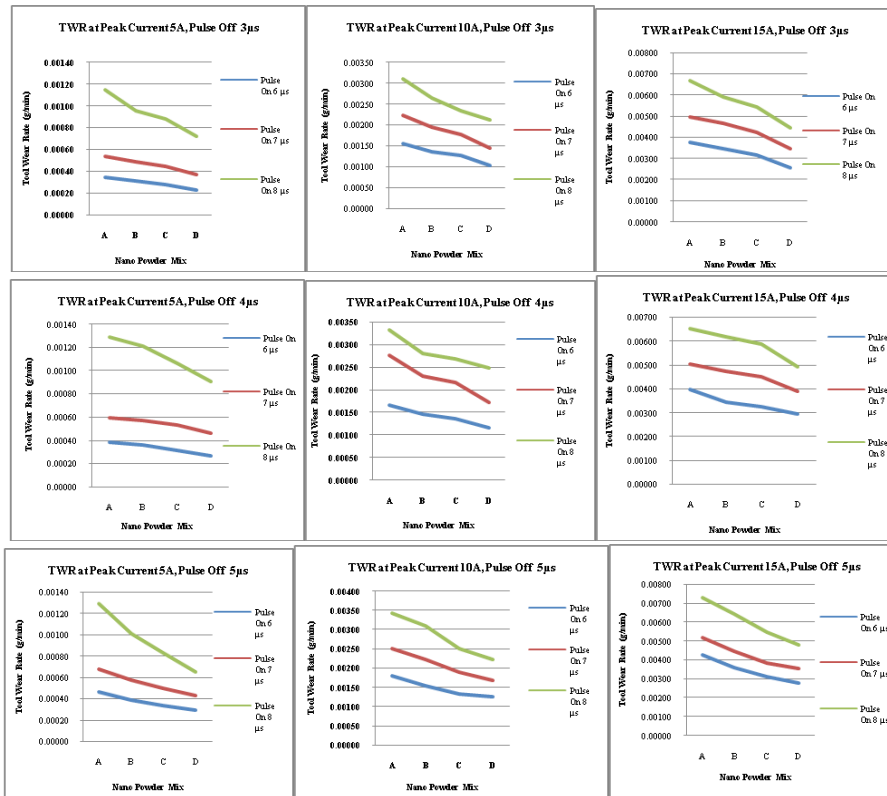 TWR at Peak Current 5A, Pulse Off 3µs
0.00140
0.00120
0.00100
0.00080
0.00060
0.00040
0.00020
0.00000
Tool Wear Rate (g/min)
A B C D
Nano Powder Mix
Pulse
On 6 µs
Pulse
On 7 µs
Pulse
On 8 µs
TWR at Peak Current 10A, Pulse Off 3µs
0.00350
0.00300
0.00250
0.00200
0.00150
0.00100
0.00050
0.00000
Tool Wear Rate (g/min)
A B C D
Nano Powder Mix
Pulse
On 6
µs
Pulse
On 7
µs
Pulse
On 8
µs
TWR at Peak Current 15A, Pulse Off 3µs
0.00800
0.00700
0.00600
0.00500
0.00400
0.00300
0.00200
0.00100
0.00000
Tool Wear Rate (g/min)
A B C D
Nano Powder Mix
Pulse On
6 µs
Pulse On
7 µs
Pulse On
8 µs
TWR at Peak Current 5A, Pulse Off 4µs
0.00140
0.00120
0.00100
0.00080
0.00060
0.00040
0.00020
0.00000
Tool Wear Rate (g/min)
A B C D
Nano Powder Mix
Pulse On
6 µs
Pulse On
7 µs
Pulse On
8 µs
TWR at Peak Current 10A, Pulse Off 4µs
0.00350
0.00300
0.00250
0.00200
0.00150
0.00100
0.00050
0.00000
Tool Wear Rate (g/min)
A B C D
Nano Powder Mix
Pulse
On 6
µs
Pulse
On 7
µs
Pulse
On 8
µs
TWR at Peak Current 15A, Pulse Off 4µs
0.00700
0.00600
0.00500
0.00400
0.00300
0.00200
0.00100
0.00000
Tool Wear Rate (g/min)
A B C D
Nano Powder Mix
Pulse
On 6
µs
Pulse
On 7
µs
Pulse
On 8
µs
TWR at Peak Current 5A, Pulse Off 5µs
0.00140
0.00120
0.00100
0.00080
0.00060
0.00040
0.00020
0.00000
Tool Wear Rate (g/min)
A B C D
Nano Powder Mix
Pulse
On 6
µs
Pulse
On 7
µs
Pulse
On 8
µs
TWR at Peak Current 10A, Pulse Off 5µs
0.00400
0.00350
0.00300
0.00250
0.00200
0.00150
0.00100
0.00050
0.00000
Tool Wear Rate (g/min)
A B C D
Nano Powder Mix
Pulse
On 6
µs
Pulse
On 7
µs
Pulse
On 8
µs
TWR at Peak Current 15A, Pulse Off 5µs
0.00800
0.00700
0.00600
0.00500
0.00400
0.00300
0.00200
0.00100
0.00000
Tool Wear Rate (g/min)
A B C D
Nano Powder Mix
Pulse
On 6 µs
Pulse
On 7 µs
Pulse
On 8 µs